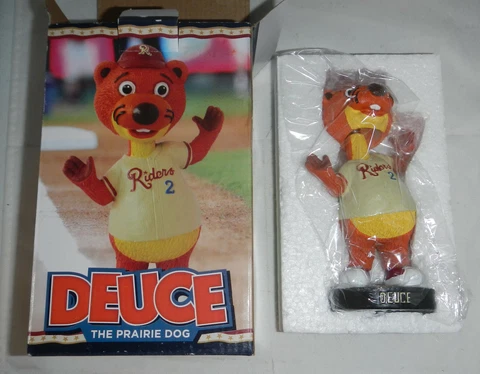 R
Riders
2
DEUCE
THE PRAIRIE DOG
Riders
2
DEUCE